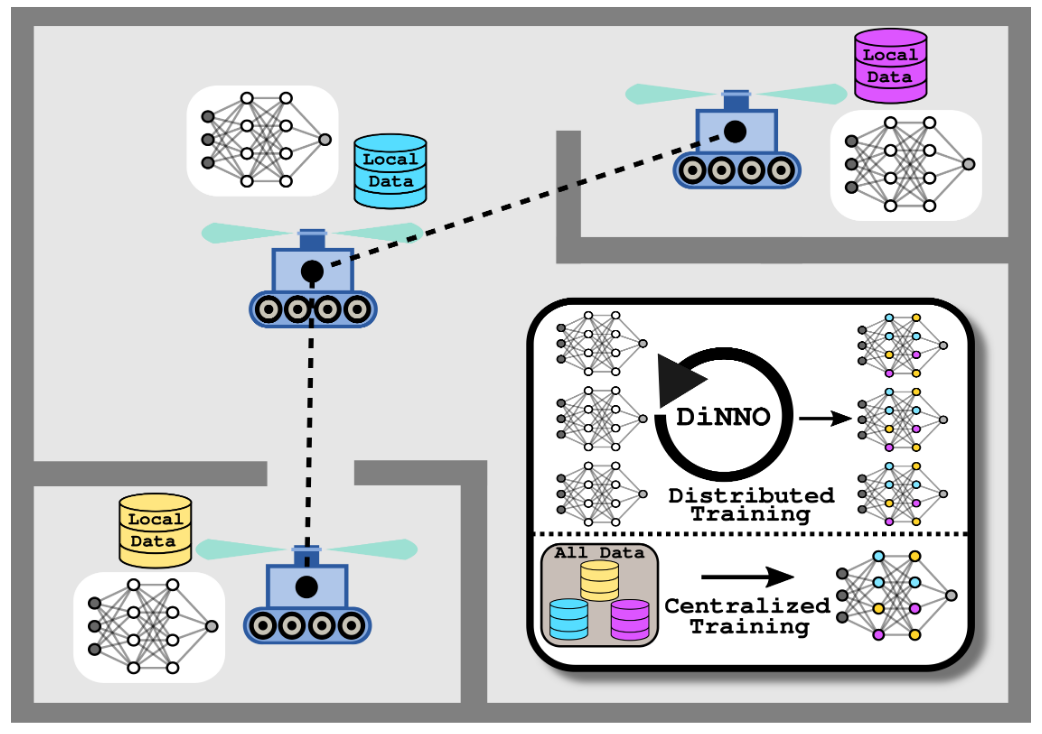 Local
Data
Local
Data
Local
Data
DiNNO
Distributed
Training
All Data
Centralized
Training